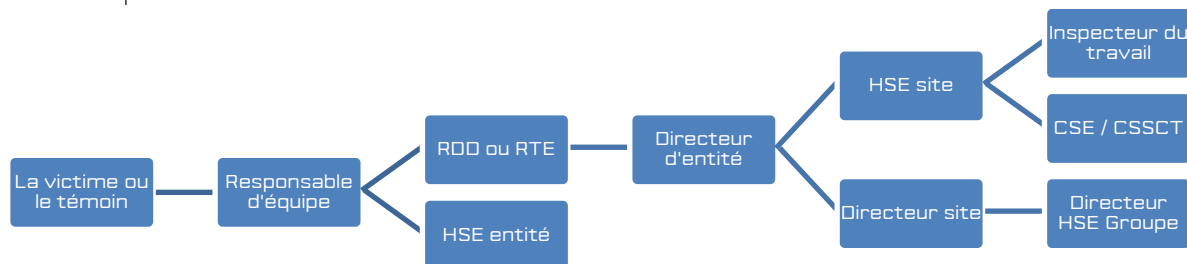 La victime ou
le témoin
Responsable
d'équipe
RDD ou RTE
HSE entité
Directeur
d'entité
HSE site
Directeur site
Inspecteur du
travail
CSE / CSSCT
Directeur
HSE Groupe